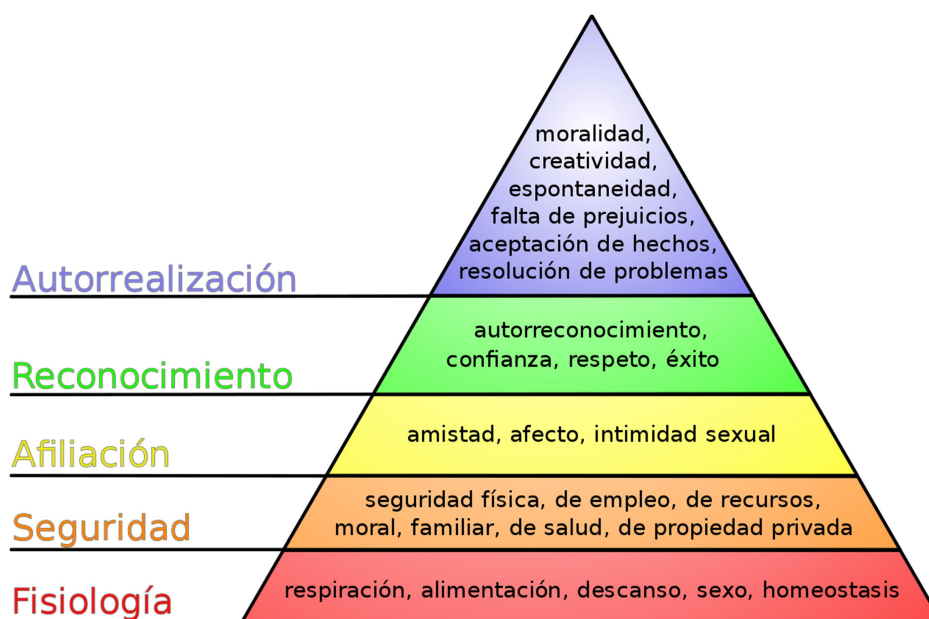 moralidad,
creatividad,
espontaneidad,
falta de prejuicios,
aceptación de hechos,
resolución de problemas
Autorrealización
autorreconocimiento,
confianza, respeto, éxito
Reconocimiento
amistad, afecto, intimidad sexual
Afiliación
seguridad física, de empleo, de recursos,
moral, familiar, de salud, de propiedad privada
Seguridad
respiración, alimentación, descanso, sexo, homeostasis
Fisiología